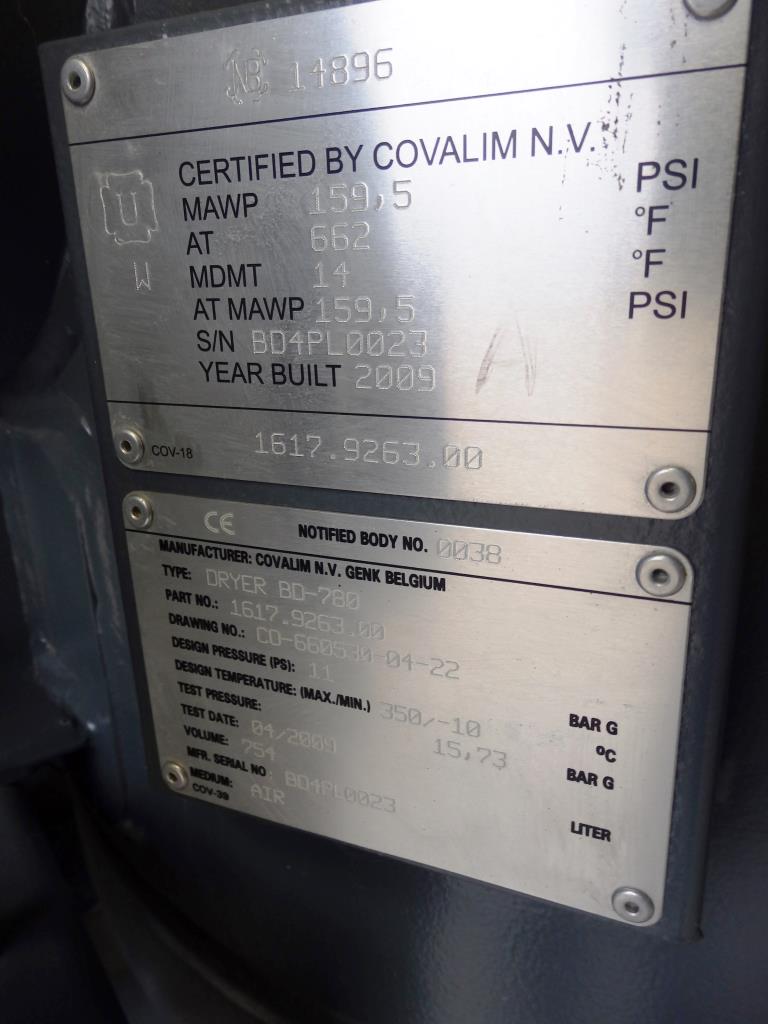 NB 14896
CERTIFIED BY COVALIM N.V.
U
W
MAWP 159,5 PSI
AT 662 °F
MDMT 14 °F
AT MAWP 159,5 PSI
S/N BD4PL0023
YEAR BUILT 2009
A
COV-18 1617.9263.00
CE NOTIFIED BODY NO. 0038
MANUFACTURER: COVALIM N.V. GENK BELGIUM
TYPE: DRYER BD-780
PART NO.: 1617.9263.00
DRAWING NO.: CO-660530-04-22
DESIGN PRESSURE (PS): 11 BAR G
DESIGN TEMPERATURE: (MAX./MIN.) 350/-10 °C
TEST PRESSURE: 15,73 BAR G
TEST DATE: 04/2009
VOLUME: 754 LITER
MFR. SERIAL NO: BD4PL0023
MEDIUM: AIR
COV-39